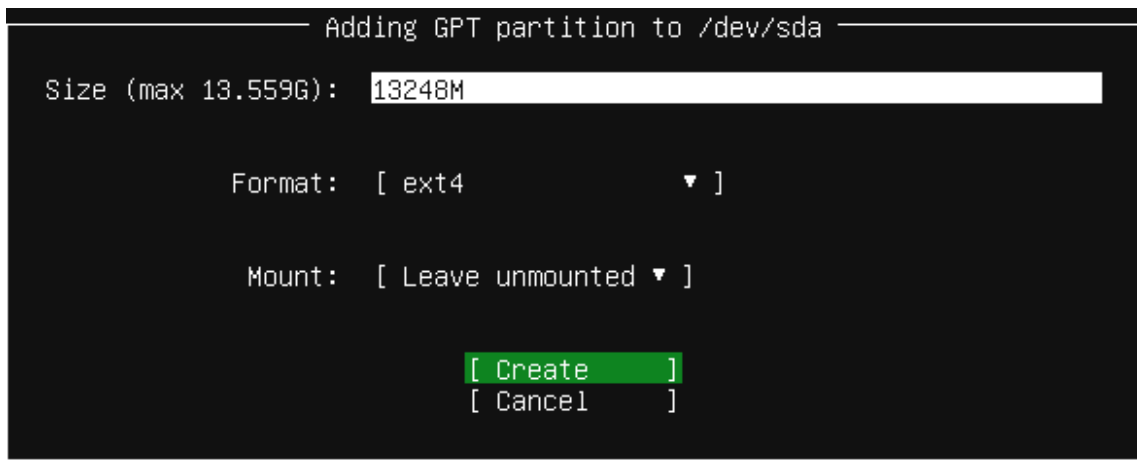 Adding GPT partition to /dev/sda
Size (max 13.559G): 13248M
Format: [ ext4 ▾ ]
Mount: [ Leave unmounted ▾ ]
[ Create ]
[ Cancel ]